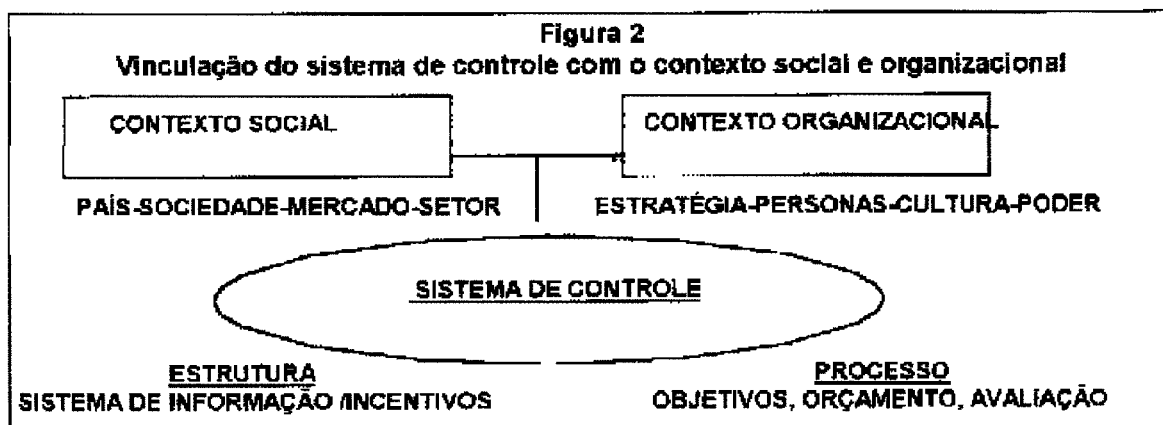 Figura 2
Vinculação do sistema de controle com o contexto social e organizacional
CONTEXTO SOCIAL
CONTEXTO ORGANIZACIONAL
PAÍS-SOCIEDADE-MERCADO-SETOR
ESTRATÉGIA-PERSONAS-CULTURA-PODER
SISTEMA DE CONTROLE
ESTRUTURA
SISTEMA DE INFORMAÇÃO /INCENTIVOS
PROCESSO
OBJETIVOS, ORÇAMENTO, AVALIAÇÃO